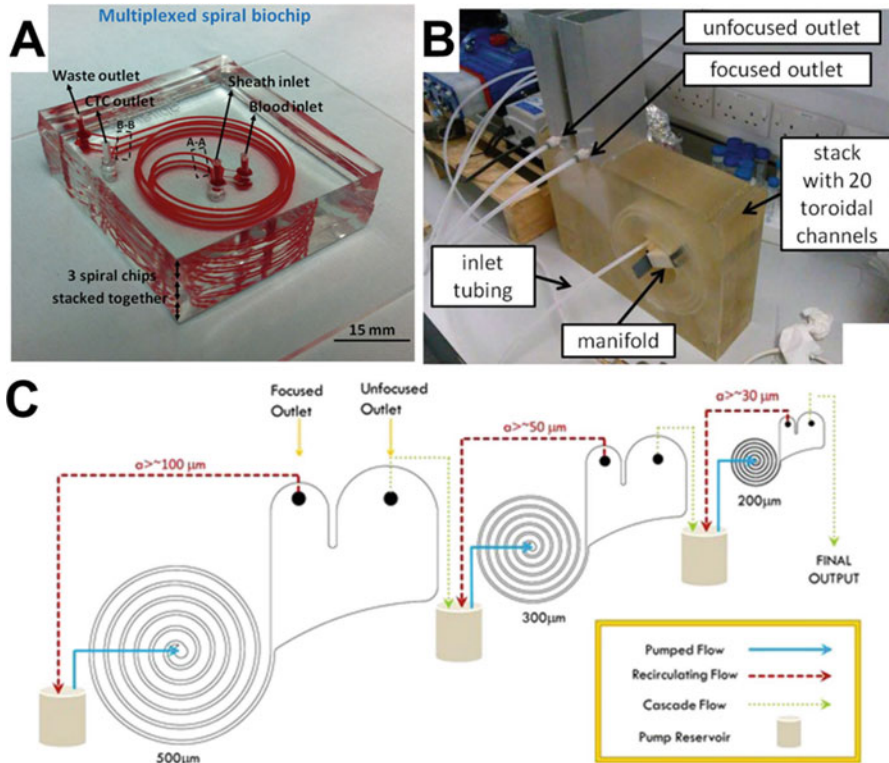 A
Multiplexed spiral biochip
Waste outlet
CTC outlet
B-B
A-A
Sheath inlet
Blood inlet
3 spiral chips
stacked together
15 mm
B
unfocused outlet
focused outlet
stack
with 20
toroidal
channels
inlet
tubing
manifold
C
Focused
Outlet
Unfocused
Outlet
a>~100 µm
a>~50 µm
a>~30 µm
500µm
300µm
200µm
FINAL
OUTPUT
Pumped Flow
Recirculating Flow
Cascade Flow
Pump Reservoir